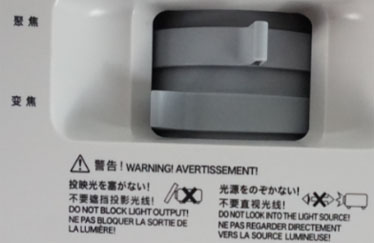 聚焦
变焦
警告！WARNING! AVERTISSEMENT!
投映光を塞がない!
不要遮挡投影光线!
DO NOT BLOCK LIGHT OUTPUT!
NE PAS BLOQUER LA SORTIE DE
LA LUMIÈRE!
光源をのぞかない!
不要直视光线!
DO NOT LOOK INTO THE LIGHT SOURCE!
NE PAS REGARDER DIRECTEMENT
VERS LA SOURCE LUMINEUSE!